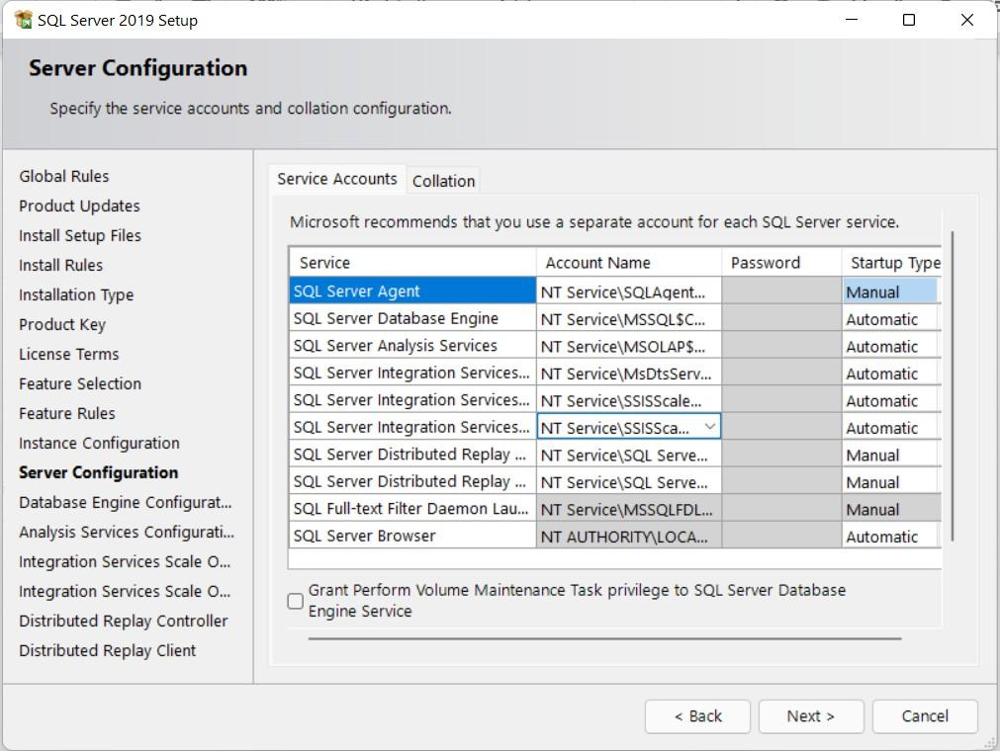 SQL Server 2019 Setup
Server Configuration
Specify the service accounts and collation configuration.
Global Rules
Product Updates
Install Setup Files
Install Rules
Installation Type
Product Key
License Terms
Feature Selection
Feature Rules
Instance Configuration
Server Configuration
Database Engine Configurat...
Analysis Services Configurati...
Integration Services Scale O...
Integration Services Scale O...
Distributed Replay Controller
Distributed Replay Client
Service Accounts Collation
Microsoft recommends that you use a separate account for each SQL Server service.
Service Account Name Password Startup Type
SQL Server Agent NT Service\SQLAgent... Manual
SQL Server Database Engine NT Service\MSSQL$C... Automatic
SQL Server Analysis Services NT Service\MSOLAP$... Automatic
SQL Server Integration Services... NT Service\MsDtsServ... Automatic
SQL Server Integration Services... NT Service\SSISScale... Automatic
SQL Server Integration Services... NT Service\SSISSca... Automatic
SQL Server Distributed Replay ... NT Service\SQL Serve... Manual
SQL Server Distributed Replay ... NT Service\SQL Serve... Manual
SQL Full-text Filter Daemon Lau... NT Service\MSSQLFDL... Manual
SQL Server Browser NT AUTHORITY\LOCA... Automatic
Grant Perform Volume Maintenance Task privilege to SQL Server Database
Engine Service
< Back Next > Cancel